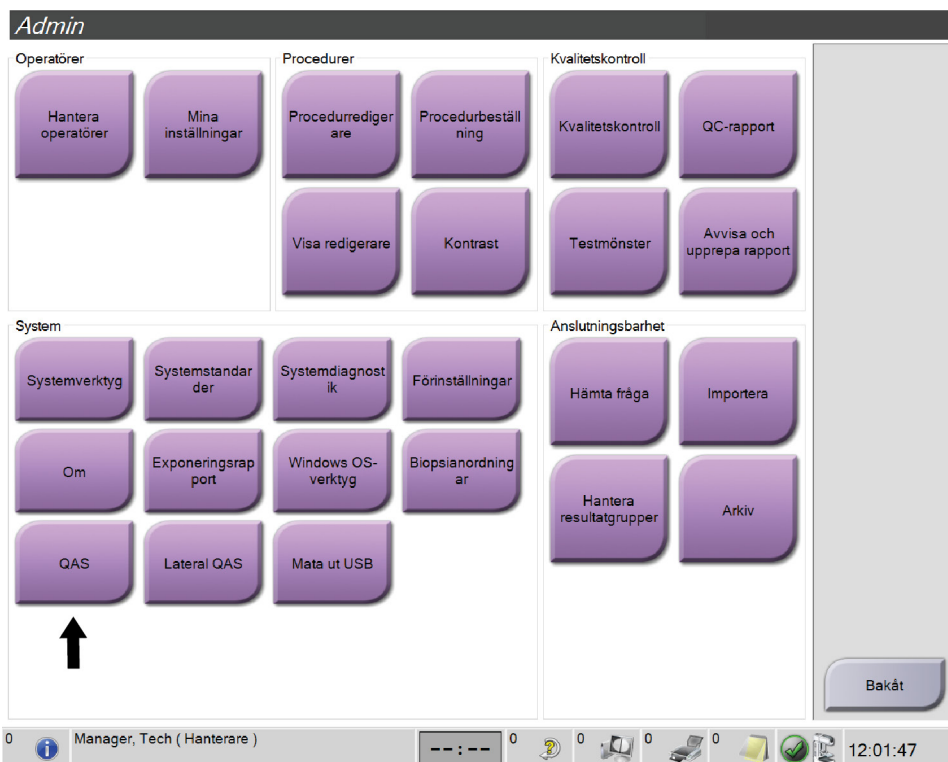 Admin
Operatörer
Hantera
operatörer
Mina
inställningar
Procedurer
Procedurrediger
are
Procedurbeställ
ning
Visa redigerare
Kontrast
Kvalitetskontroll
Kvalitetskontroll
QC-rapport
Testmönster
Avvisa och
upprepa rapport
System
Systemverktyg
Systemstandar
der
Systemdiagnost
ik
Förinställningar
Om
Exponeringsrap
port
Windows OS-
verktyg
Biopsianordning
ar
QAS
Lateral QAS
Mata ut USB
Anslutningsbarhet
Hämta fråga
Importera
Hantera
resultatgrupper
Arkiv
Bakåt
0
Manager, Tech ( Hanterare )
--:--
0
0
0
0
12:01:47